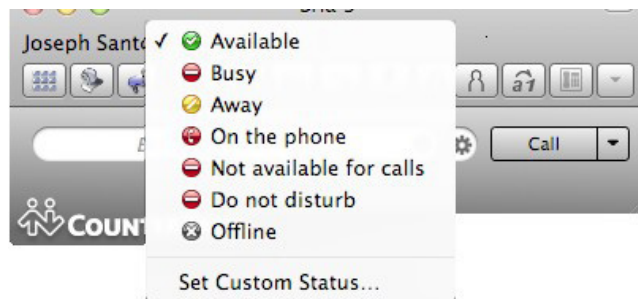 Joseph Santo
Available
Busy
Away
a1
On the phone
Call
Not available for calls
Do not disturb
COUNT
Offline
Set Custom Status...